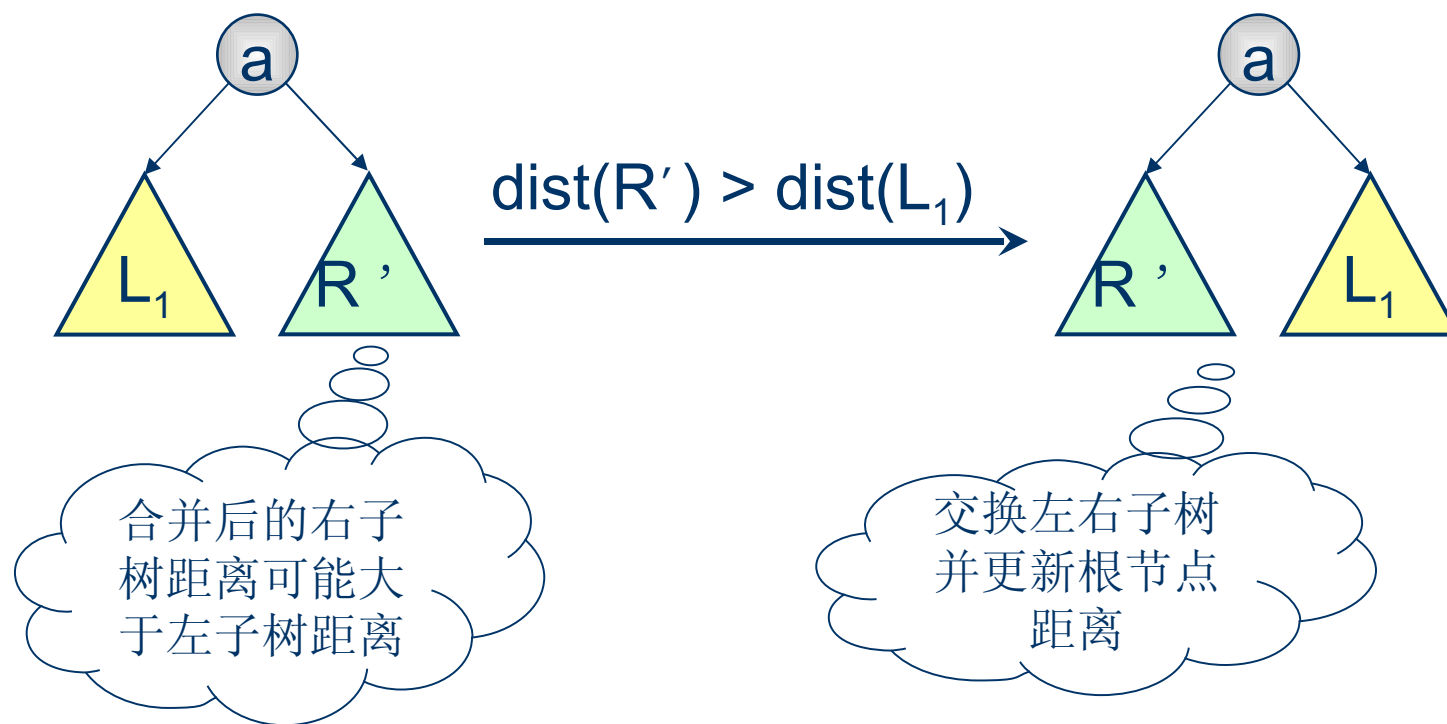 a
a
dist(R′) > dist(L₁)
L₁
R ’
R ’
L₁
合并后的右子
树距离可能大
于左子树距离
交换左右子树
并更新根节点
距离